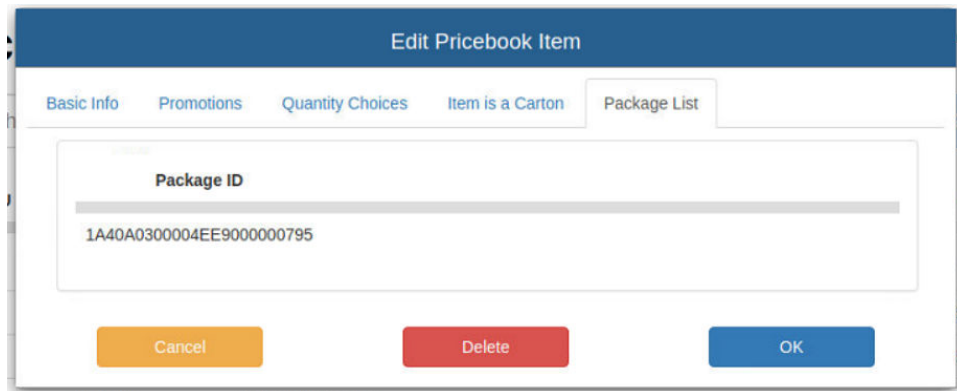 Edit Pricebook Item
Basic Info Promotions Quantity Choices Item is a Carton Package List
Package ID
1A40A0300004EE9000000795
Cancel Delete OK